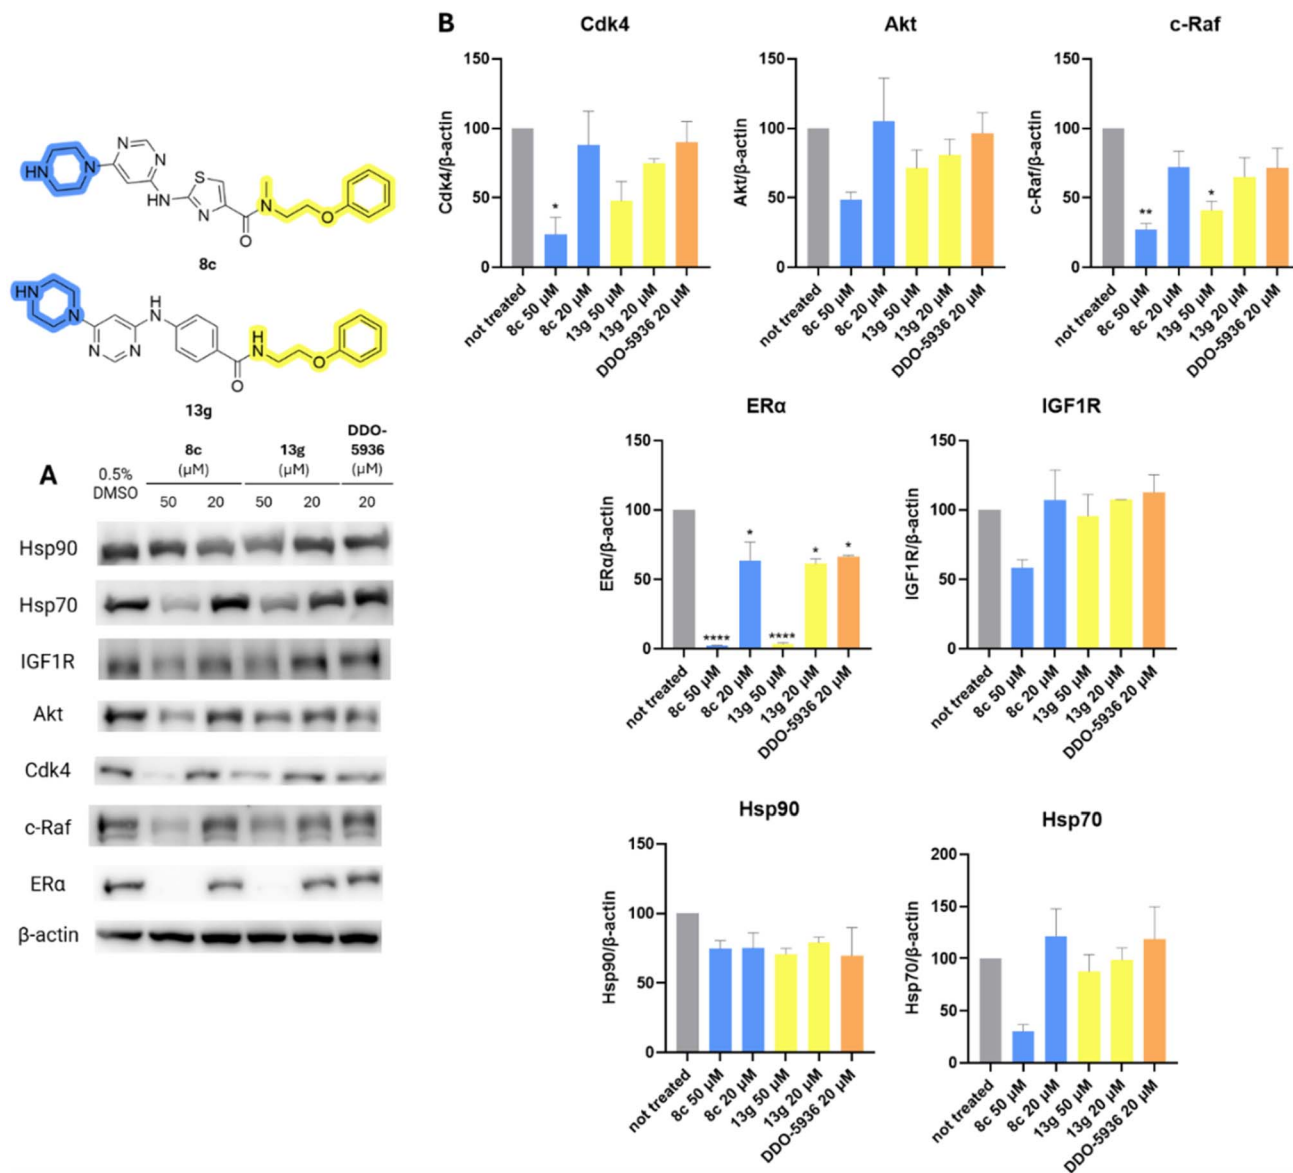 HN
N
N
N
NH
S
N
O
N
O
8c
HN
N
N
N
H
N
O
H
N
O
13g
A
0.5%
DMSO
8c
(µM)
13g
(µM)
DDO-
5936
(µM)
50
20
50
20
20
Hsp90
Hsp70
IGF1R
Akt
Cdk4
c-Raf
ERα
β-actin
B
Cdk4
Cdk4/β-actin
150
100
50
0
*
not treated
8c 50 µM
8c 20 µM
13g 50 µM
13g 20 µM
DDO-5936 20 µM
Akt
Akt/β-actin
150
100
50
0
not treated
8c 50 µM
8c 20 µM
13g 50 µM
13g 20 µM
DDO-5936 20 µM
c-Raf
c-Raf/β-actin
150
100
50
0
**
*
not treated
8c 50 µM
8c 20 µM
13g 50 µM
13g 20 µM
DDO-5936 20 µM
ERα
ERα/β-actin
150
100
50
0
****
*
****
*
*
not treated
8c 50 µM
8c 20 µM
13g 50 µM
13g 20 µM
DDO-5936 20 µM
IGF1R
IGF1R/β-actin
150
100
50
0
not treated
8c 50 µM
8c 20 µM
13g 50 µM
13g 20 µM
DDO-5936 20 µM
Hsp90
Hsp90/β-actin
150
100
50
0
not treated
8c 50 µM
8c 20 µM
13g 50 µM
13g 20 µM
DDO-5936 20 µM
Hsp70
Hsp70/β-actin
200
150
100
50
0
not treated
8c 50 µM
8c 20 µM
13g 50 µM
13g 20 µM
DDO-5936 20 µM